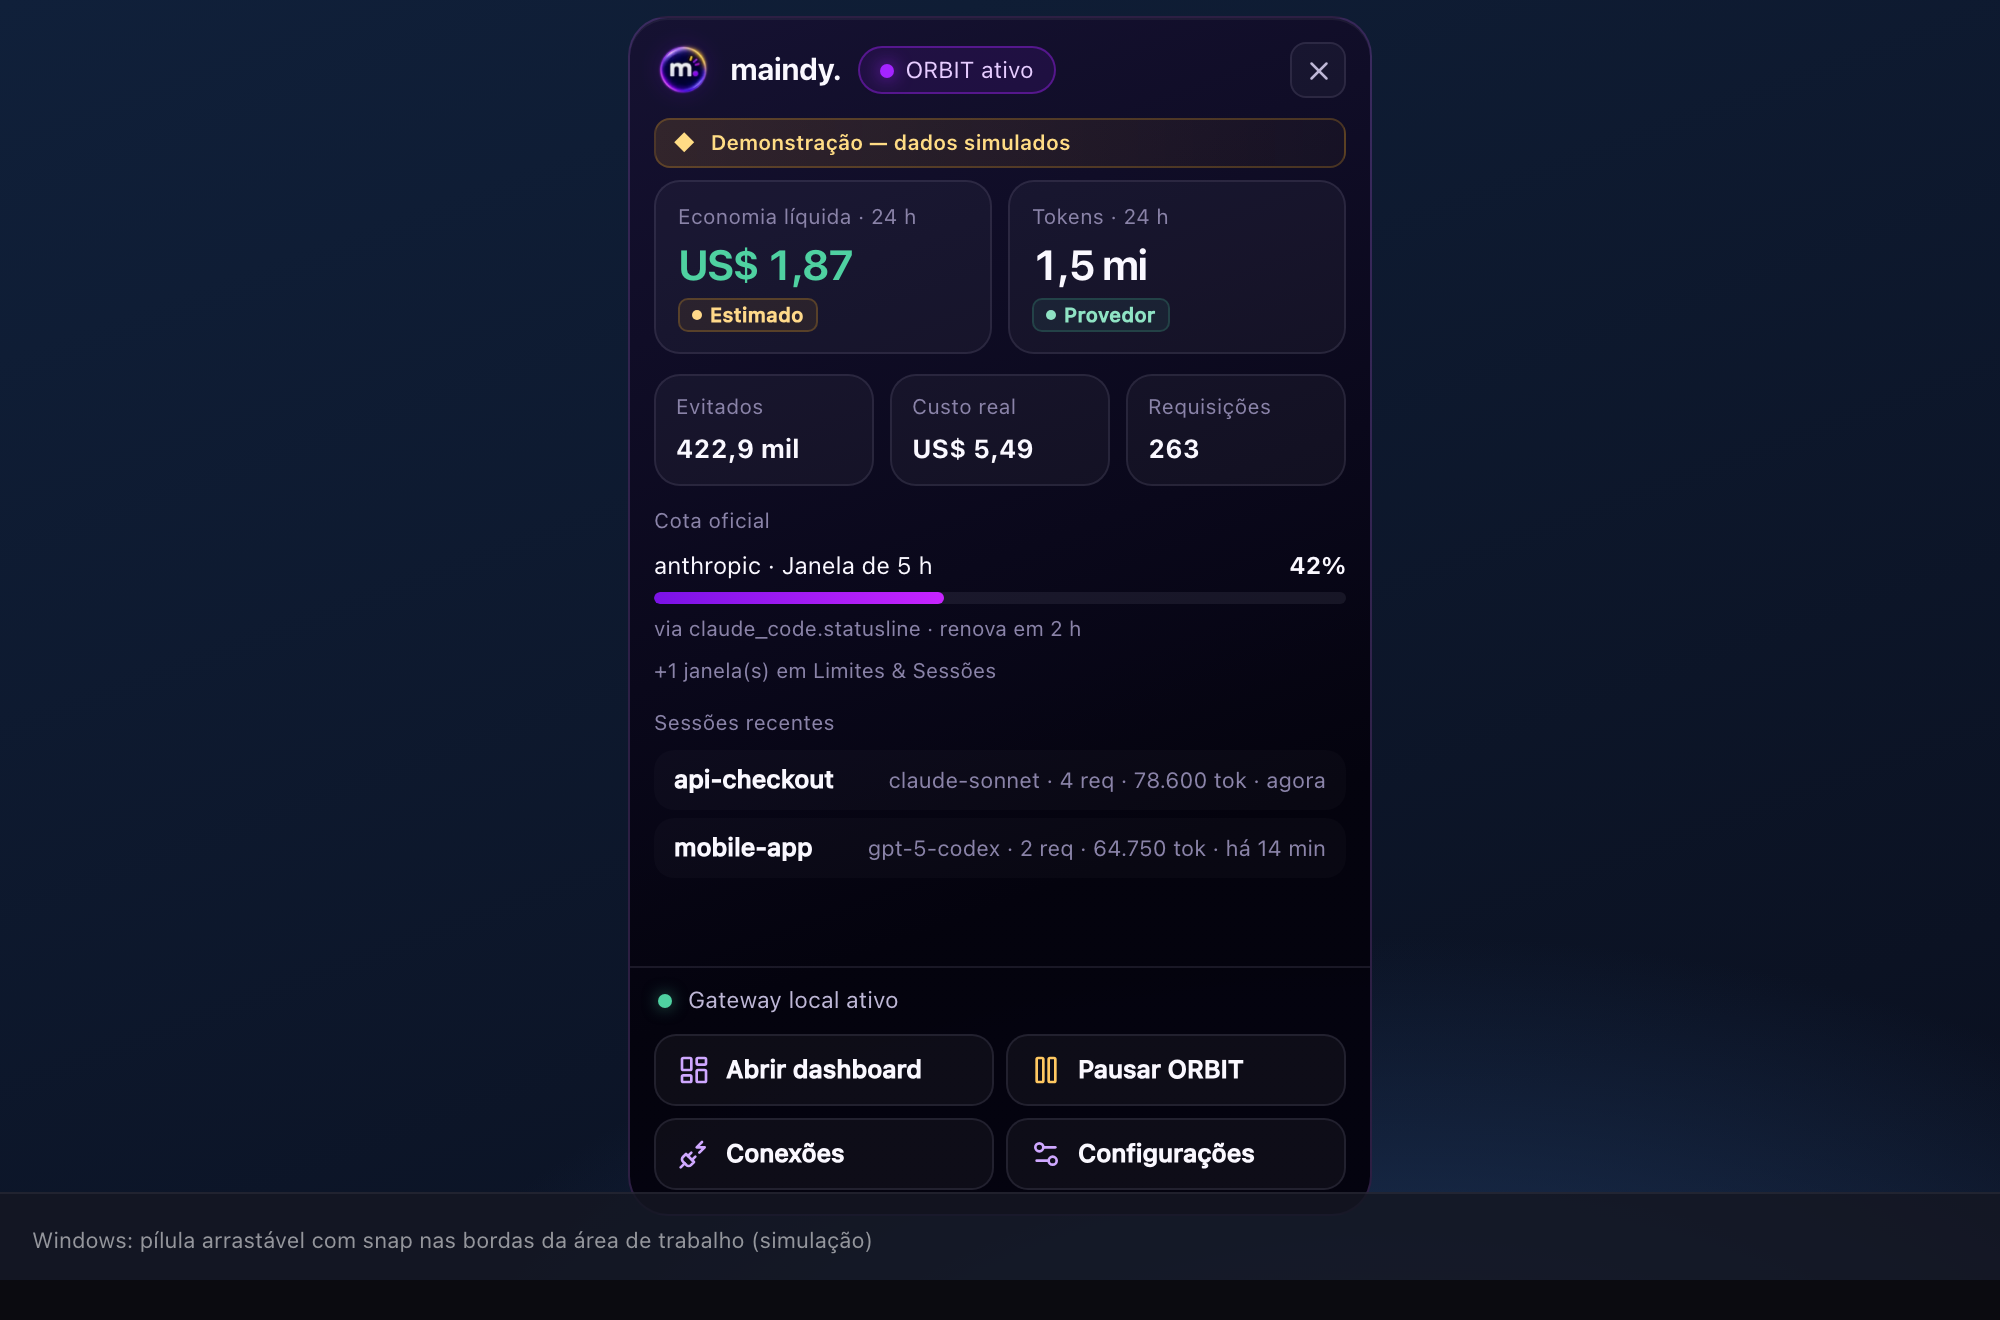 m.
maindy.
ORBIT ativo
Demonstração — dados simulados
Economia líquida · 24 h
US$ 1,87
Estimado
Tokens · 24 h
1,5 mi
Provedor
Evitados
422,9 mil
Custo real
US$ 5,49
Requisições
263
Cota oficial
anthropic · Janela de 5 h 42%
via claude_code.statusline · renova em 2 h
+1 janela(s) em Limites & Sessões
Sessões recentes
api-checkout claude-sonnet · 4 req · 78.600 tok · agora
mobile-app gpt-5-codex · 2 req · 64.750 tok · há 14 min
Gateway local ativo
Abrir dashboard
Pausar ORBIT
Conexões
Configurações
Windows: pílula arrastável com snap nas bordas da área de trabalho (simulação)